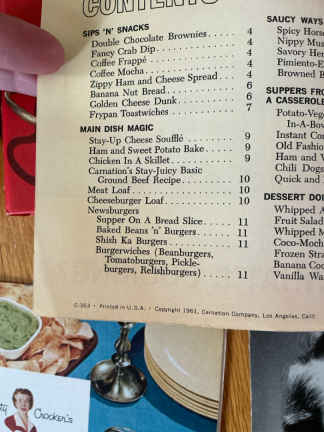 CONTENTS
SIPS 'N' SNACKS
Double Chocolate Brownies.......... 4
Fancy Crab Dip.......... 4
Coffee Frappé.......... 4
Coffee Mocha.......... 4
Zippy Ham and Cheese Spread.... 4
Banana Nut Bread.......... 6
Golden Cheese Dunk.......... 6
Frypan Toastwiches.......... 7
MAIN DISH MAGIC
Stay-Up Cheese Soufflé.......... 9
Ham and Sweet Potato Bake.......... 9
Chicken In A Skillet.......... 9
Carnation's Stay-Juicy Basic
Ground Beef Recipe.......... 10
Meat Loaf.......... 10
Cheeseburger Loaf.......... 10
Newsburgers
Supper On A Bread Slice.......... 11
Baked Beans 'n' Burgers.......... 11
Shish Ka Burgers.......... 11
Burgerwiches (Beanburgers,
Tomatoburgers, Pickle-
burgers, Relishburgers)...... 11
SAUCY WAYS
Spicy Hors
Nippy Mus
Savory He
Pimiento-E
Browned B
SUPPERS FRO
A CASSEROL
Potato-Veg
In-A-Bow
Instant Co
Old Fashio
Ham and V
Chili Dogs
Quick and
DESSERT DO
Whipped A
Fruit Salad
Whipped M
Coco-Moch
Frozen Stra
Banana Coc
Vanilla Wa
C-353 • Printed in U.S.A. • Copyright 1961, Carnation Company, Los Angeles, Calif.
ty Crocker's